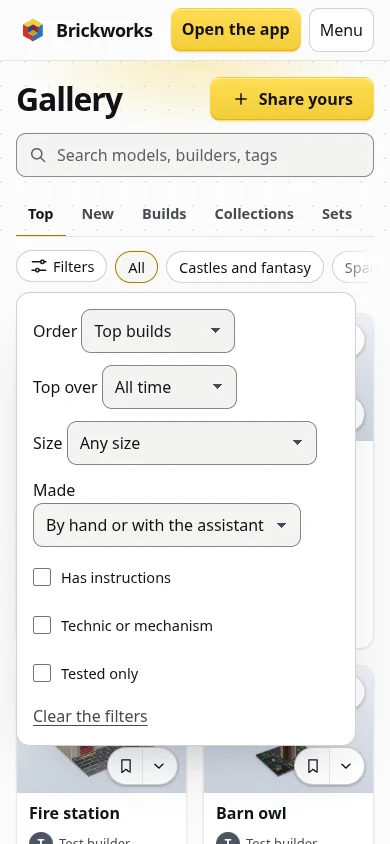 Brickworks
Open the app
Menu
Gallery
Share yours
Search models, builders, tags
Top New Builds Collections Sets
Filters All Castles and fantasy
Order Top builds
Top over All time
Size Any size
Made
By hand or with the assistant
Has instructions
Technic or mechanism
Tested only
Clear the filters
Fire station
Barn owl
T Test builder
T Test builder